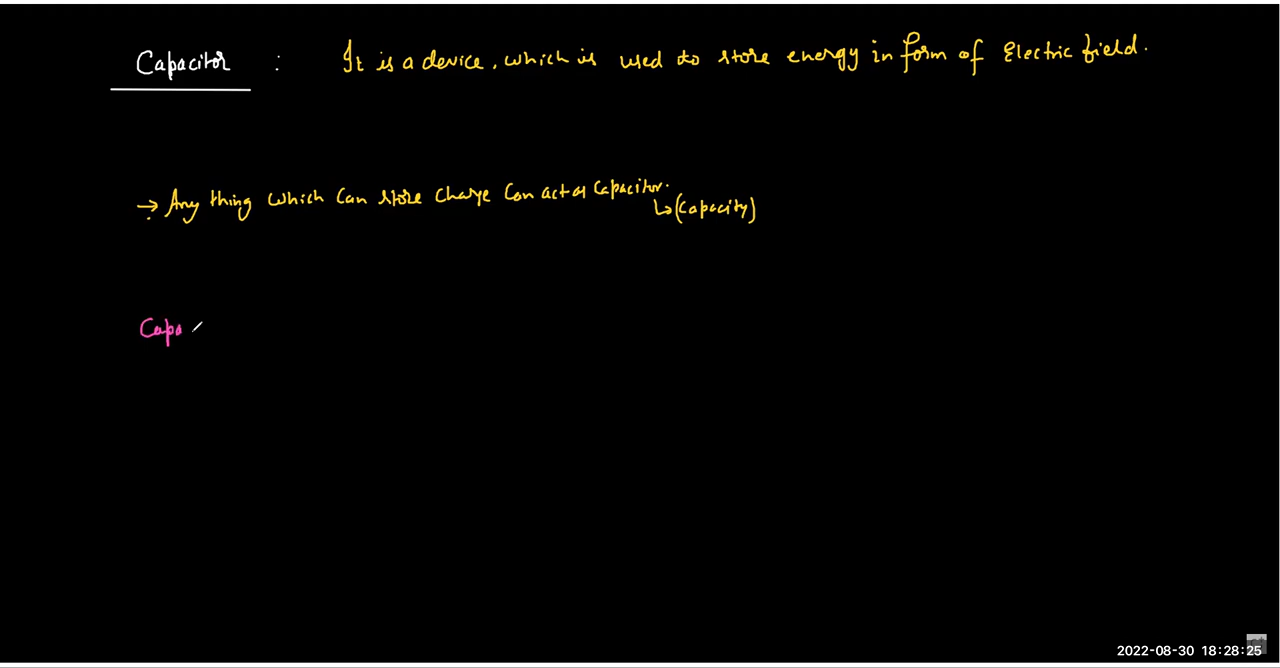 Capacitor : It is a device, which is used to store energy in form of Electric field.
→ Any thing which can store charge can act as capacitor.
↳ (capacity)
Capa
2022-08-30 18:28:25